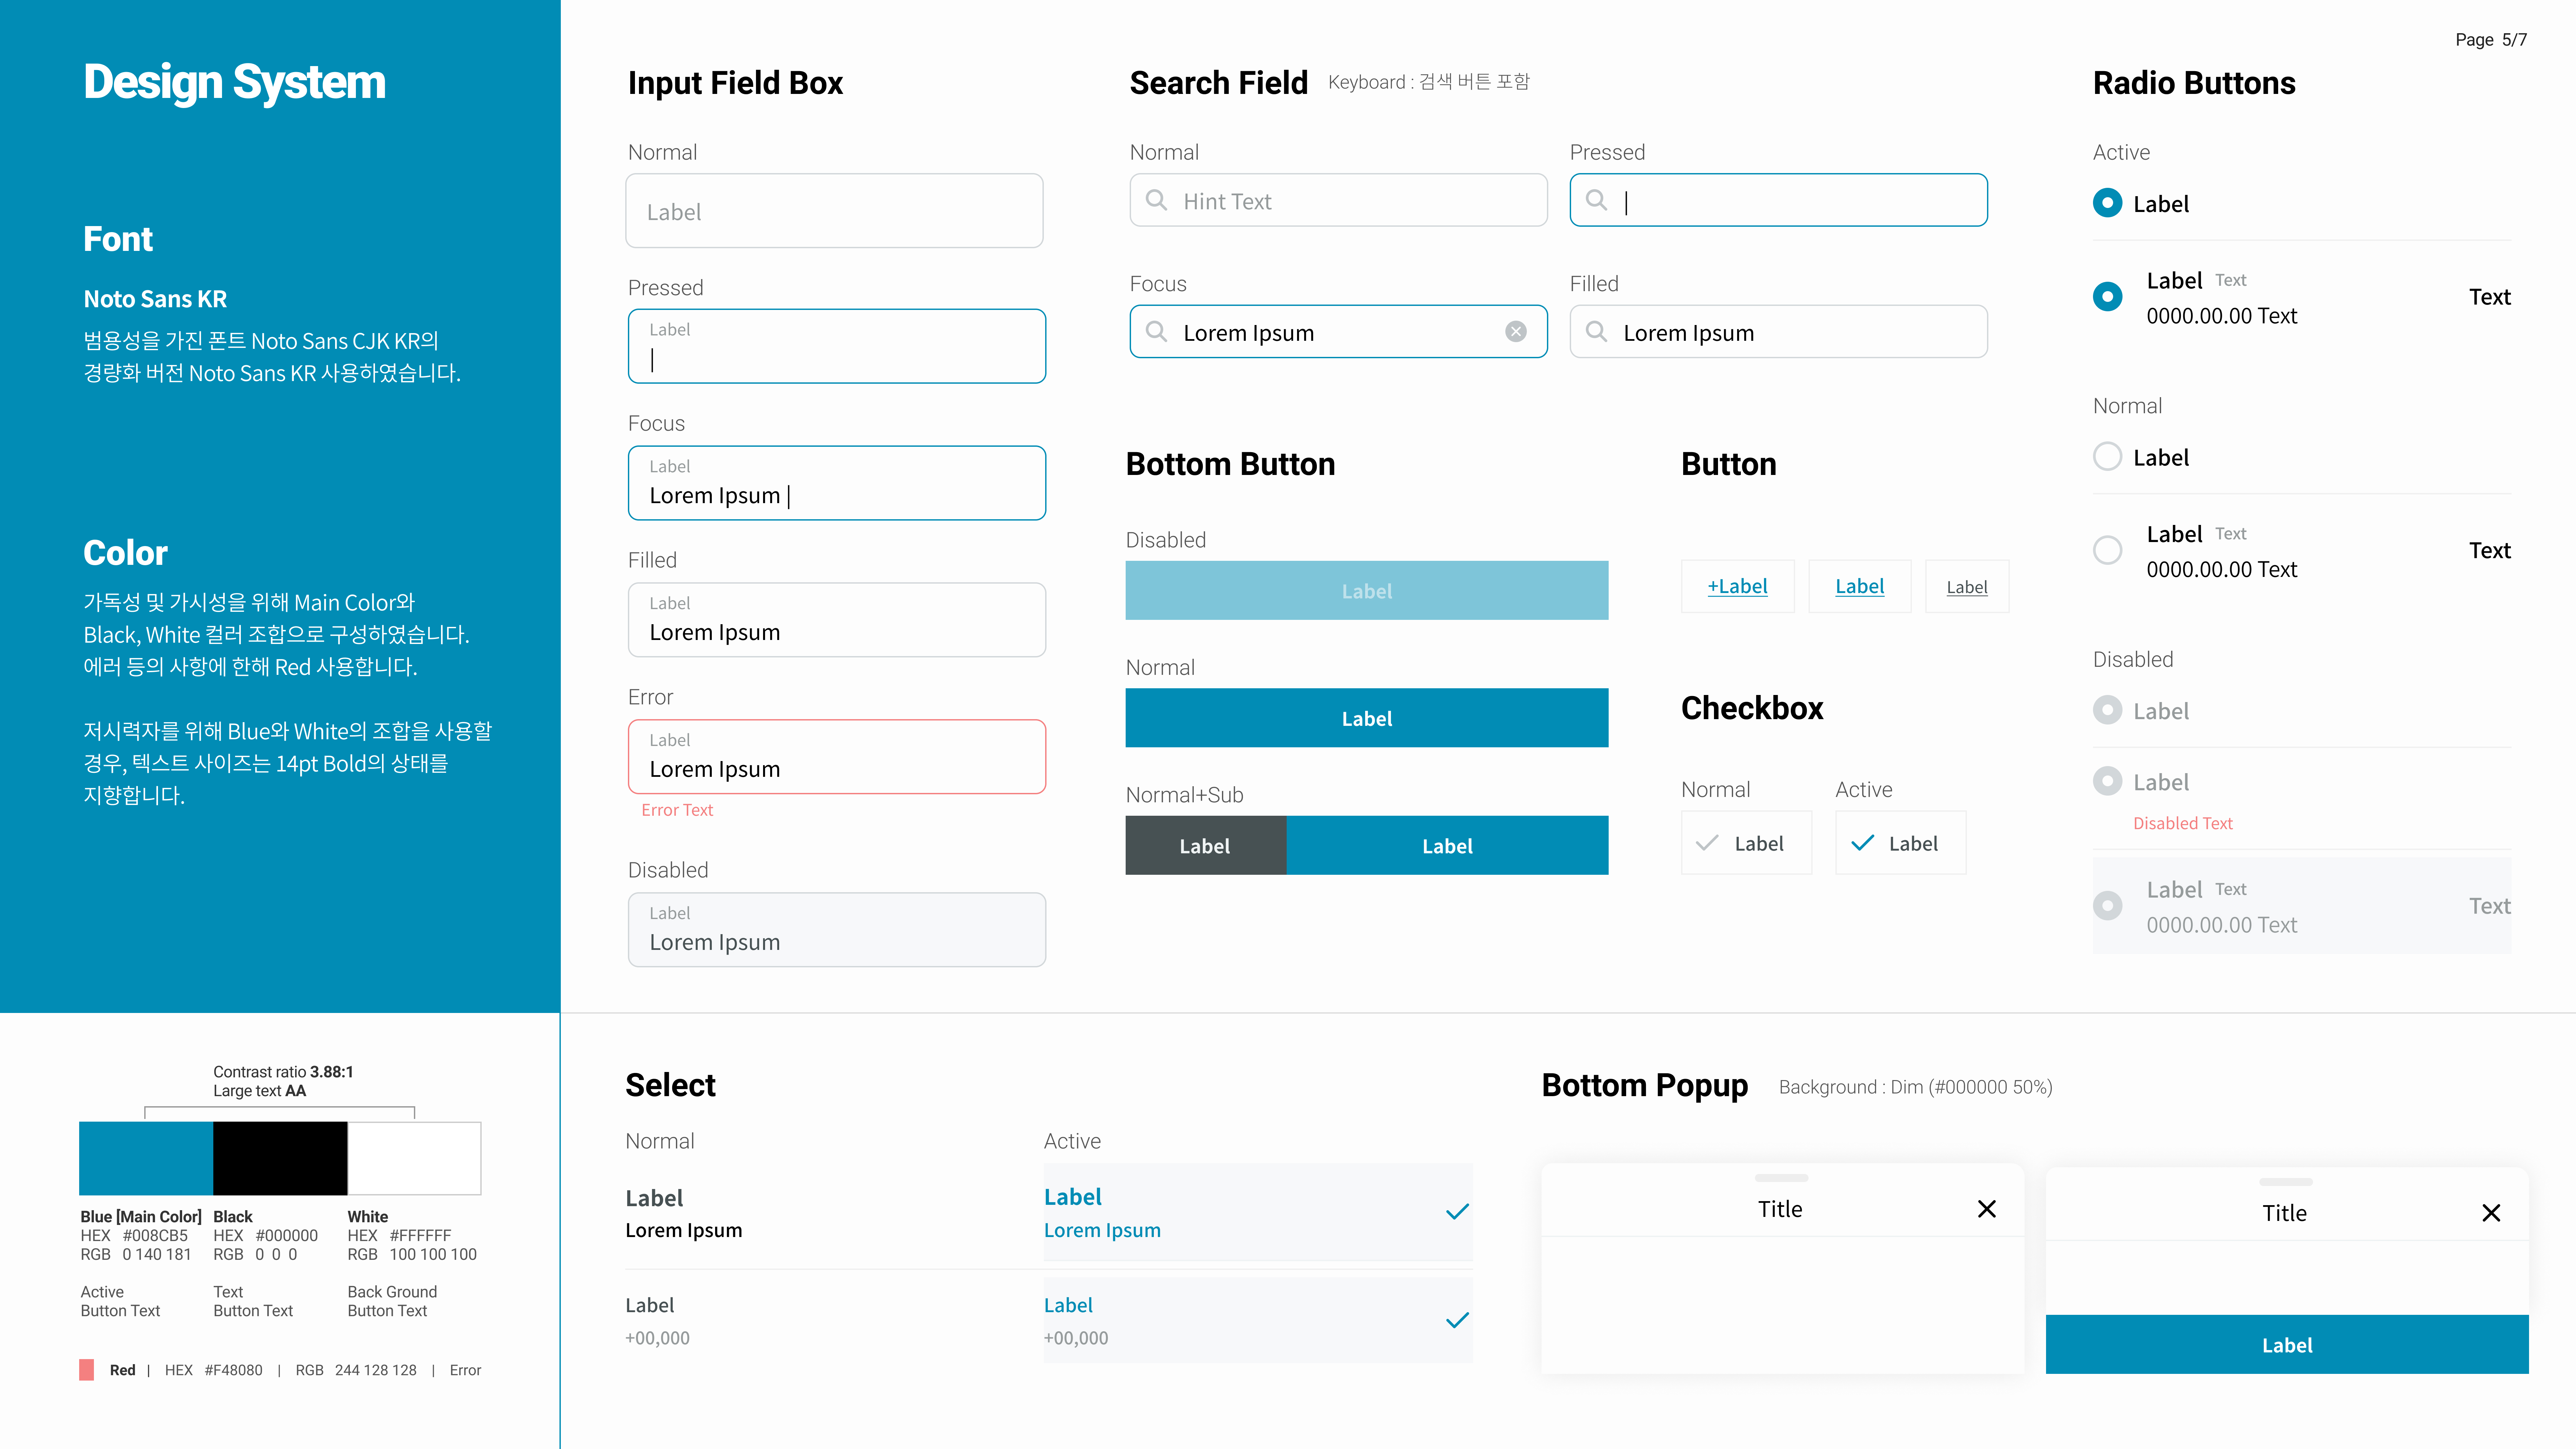 Page 5/7
Design System
Font
Noto Sans KR
범용성을 가진 폰트 Noto Sans CJK KR의
경량화 버전 Noto Sans KR 사용하였습니다.
Color
가독성 및 가시성을 위해 Main Color와
Black, White 컬러 조합으로 구성하였습니다.
에러 등의 사항에 한해 Red 사용합니다.
저시력자를 위해 Blue와 White의 조합을 사용할
경우, 텍스트 사이즈는 14pt Bold의 상태를
지향합니다.
Contrast ratio 3.88:1
Large text AA
Blue [Main Color]
HEX #008CB5
RGB 0 140 181
Active
Button Text
Black
HEX #000000
RGB 0 0 0
Text
Button Text
White
HEX #FFFFFF
RGB 100 100 100
Back Ground
Button Text
Red | HEX #F48080 | RGB 244 128 128 | Error
Input Field Box
Normal
Label
Pressed
Label
|
Focus
Label
Lorem Ipsum |
Filled
Label
Lorem Ipsum
Error
Label
Lorem Ipsum
Error Text
Disabled
Label
Lorem Ipsum
Search Field Keyboard : 검색 버튼 포함
Normal
Hint Text
Pressed
|
Focus
Lorem Ipsum
Filled
Lorem Ipsum
Bottom Button
Disabled
Label
Normal
Label
Normal+Sub
Label Label
Button
+Label Label Label
Checkbox
Normal
Label
Active
Label
Radio Buttons
Active
Label
Label Text
0000.00.00 Text
Text
Normal
Label
Label Text
0000.00.00 Text
Text
Disabled
Label
Label
Disabled Text
Label Text
0000.00.00 Text
Text
Select
Normal
Label
Lorem Ipsum
Label
+00,000
Active
Label
Lorem Ipsum
Label
+00,000
Bottom Popup Background : Dim (#000000 50%)
Title
Title
Label